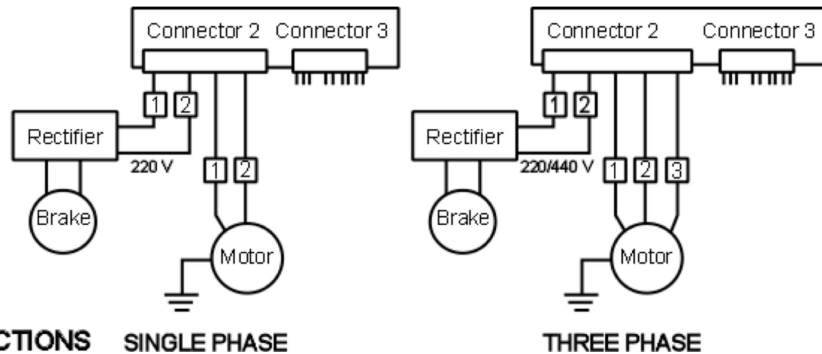 Connector 2 Connector 3
1 2
Rectifier
220 V
1 2
Brake
Motor
Connector 2 Connector 3
1 2
Rectifier
220/440 V
1 2 3
Brake
Motor
CTIONS SINGLE PHASE THREE PHASE